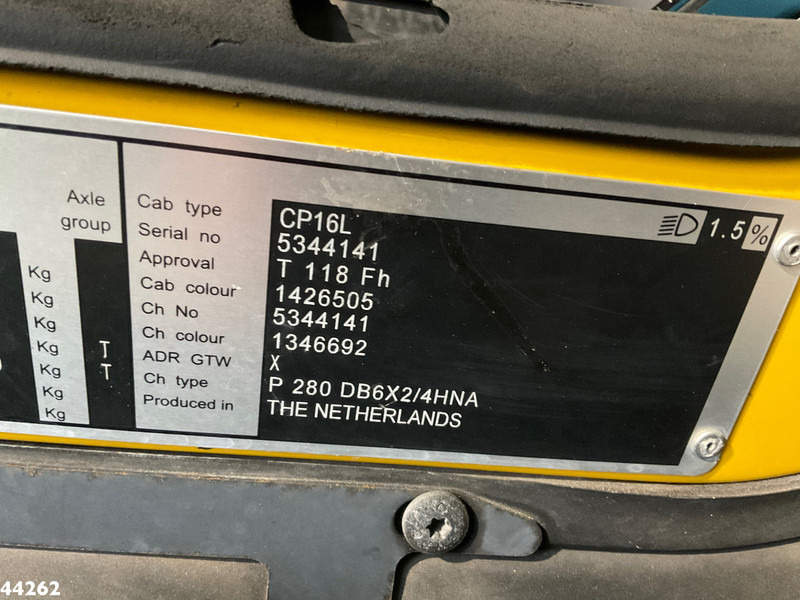 Axle
group
Kg
Kg
Kg
Kg T
Kg T
Kg
Kg
1.5 %
Cab type CP16L
Serial no 5344141
Approval T 118 Fh
Cab colour 1426505
Ch No 5344141
Ch colour 1346692
ADR GTW X
Ch type P 280 DB6X2/4HNA
Produced in THE NETHERLANDS
44262